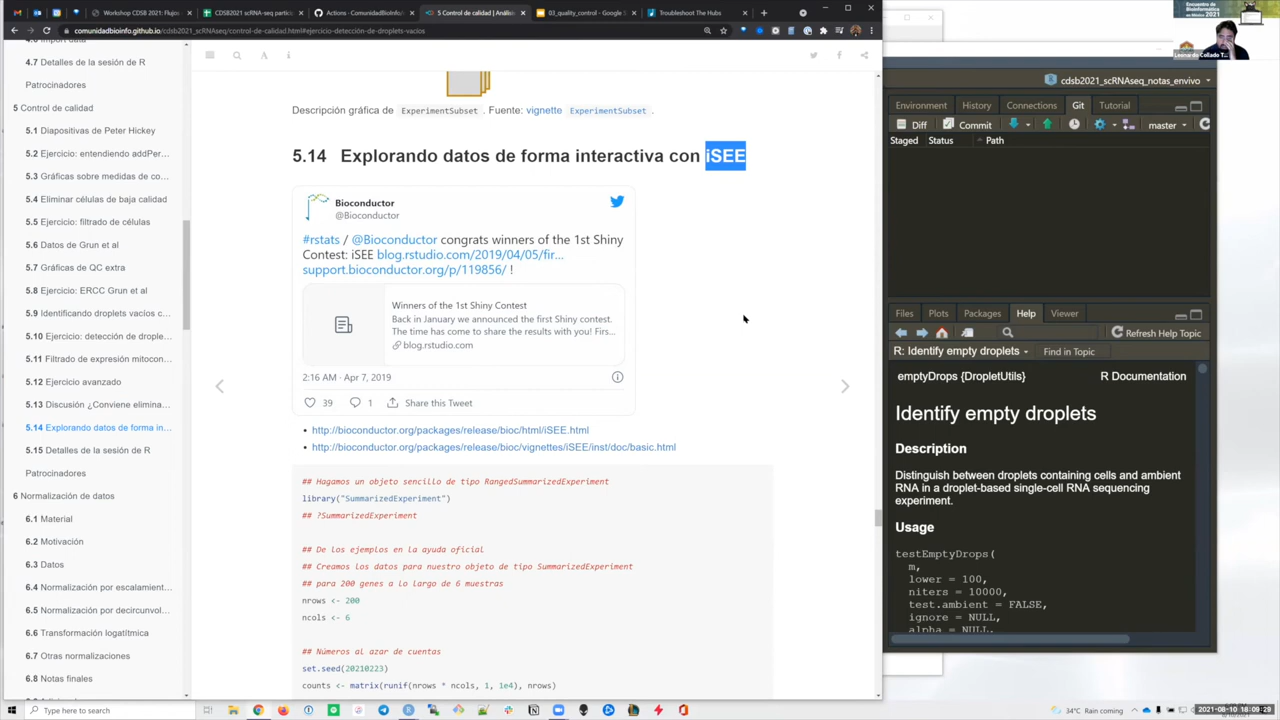 Workshop CDSB 2021: Flujos
CDSB2021 scRNA-seq partic
Actions · ComunidadBioInfo/c
5 Control de calidad | Análisis
03_quality_control - Google S
Troubleshoot The Hubs
comunidadbioinfo.github.io/cdsb2021_scRNAseq/control-de-calidad.html#ejercicio-detección-de-droplets-vacíos
4.7 Detalles de la sesión de R
Patrocinadores
5 Control de calidad
5.1 Diapositivas de Peter Hickey
5.2 Ejercicio: entendiendo addPer...
5.3 Gráficas sobre medidas de co...
5.4 Eliminar células de baja calidad
5.5 Ejercicio: filtrado de células
5.6 Datos de Grun et al
5.7 Gráficas de QC extra
5.8 Ejercicio: ERCC Grun et al
5.9 Identificando droplets vacíos c...
5.10 Ejercicio: detección de drople...
5.11 Filtrado de expresión mitocon...
5.12 Ejercicio avanzado
5.13 Discusión ¿Conviene elimina...
5.14 Explorando datos de forma in...
5.15 Detalles de la sesión de R
Patrocinadores
6 Normalización de datos
6.1 Material
6.2 Motivación
6.3 Datos
6.4 Normalización por escalamient...
6.5 Normalización por decircunvol...
6.6 Transformación logatítmica
6.7 Otras normalizaciones
6.8 Notas finales
Descripción gráfica de ExperimentSubset . Fuente: vignette ExperimentSubset .
5.14 Explorando datos de forma interactiva con iSEE
Bioconductor
@Bioconductor
#rstats / @Bioconductor congrats winners of the 1st Shiny
Contest: iSEE blog.rstudio.com/2019/04/05/fir...
support.bioconductor.org/p/119856/ !
Winners of the 1st Shiny Contest
Back in January we announced the first Shiny contest.
The time has come to share the results with you! Firs...
blog.rstudio.com
2:16 AM · Apr 7, 2019
39 1 Share this Tweet
• http://bioconductor.org/packages/release/bioc/html/iSEE.html
• http://bioconductor.org/packages/release/bioc/vignettes/iSEE/inst/doc/basic.html
## Hagamos un objeto sencillo de tipo RangedSummarizedExperiment
library("SummarizedExperiment")
## ?SummarizedExperiment
## De los ejemplos en la ayuda oficial
## Creamos los datos para nuestro objeto de tipo SummarizedExperiment
## para 200 genes a lo largo de 6 muestras
nrows <- 200
ncols <- 6
## Números al azar de cuentas
set.seed(20210223)
counts <- matrix(runif(nrows * ncols, 1, 1e4), nrows)
Encuentro de
Bioinformática
en México 2021
Leonardo Collado T...
cdsb2021_scRNAseq_notas_envivo
Environment History Connections Git Tutorial
Diff Commit master
Staged Status Path
Files Plots Packages Help Viewer
Refresh Help Topic
R: Identify empty droplets Find in Topic
emptyDrops {DropletUtils} R Documentation
Identify empty droplets
Description
Distinguish between droplets containing cells and ambient
RNA in a droplet-based single-cell RNA sequencing
experiment.
Usage
testEmptyDrops(
m,
lower = 100,
niters = 10000,
test.ambient = FALSE,
ignore = NULL,
alpha = NULL,
Type here to search
34°C Rain coming
2021-08-10 18:09:29